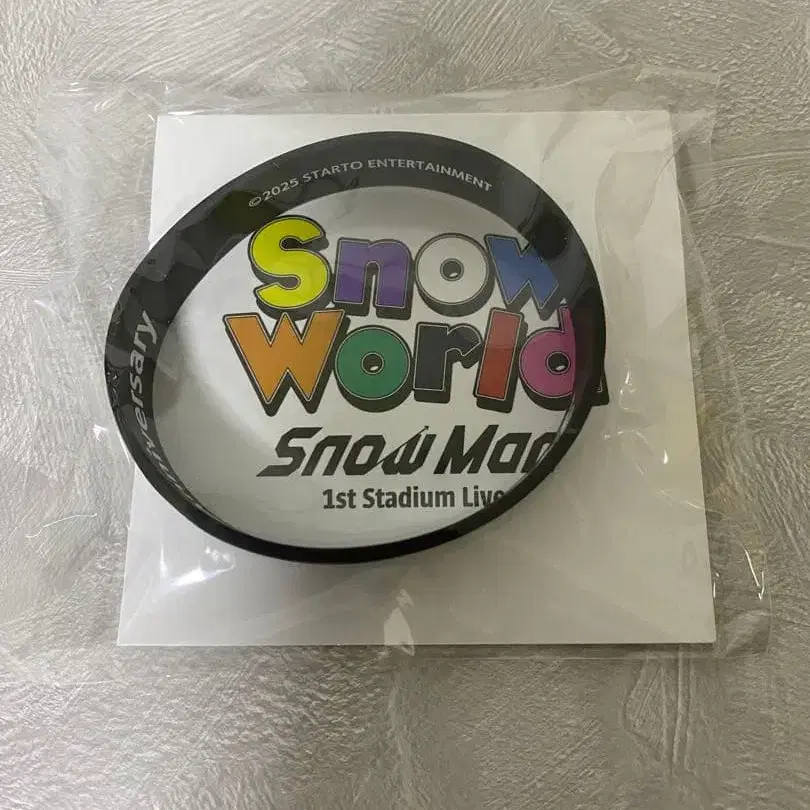 ©2025 STARTO ENTERTAINMENT
Snow
World
Snow Man
1st Stadium Live